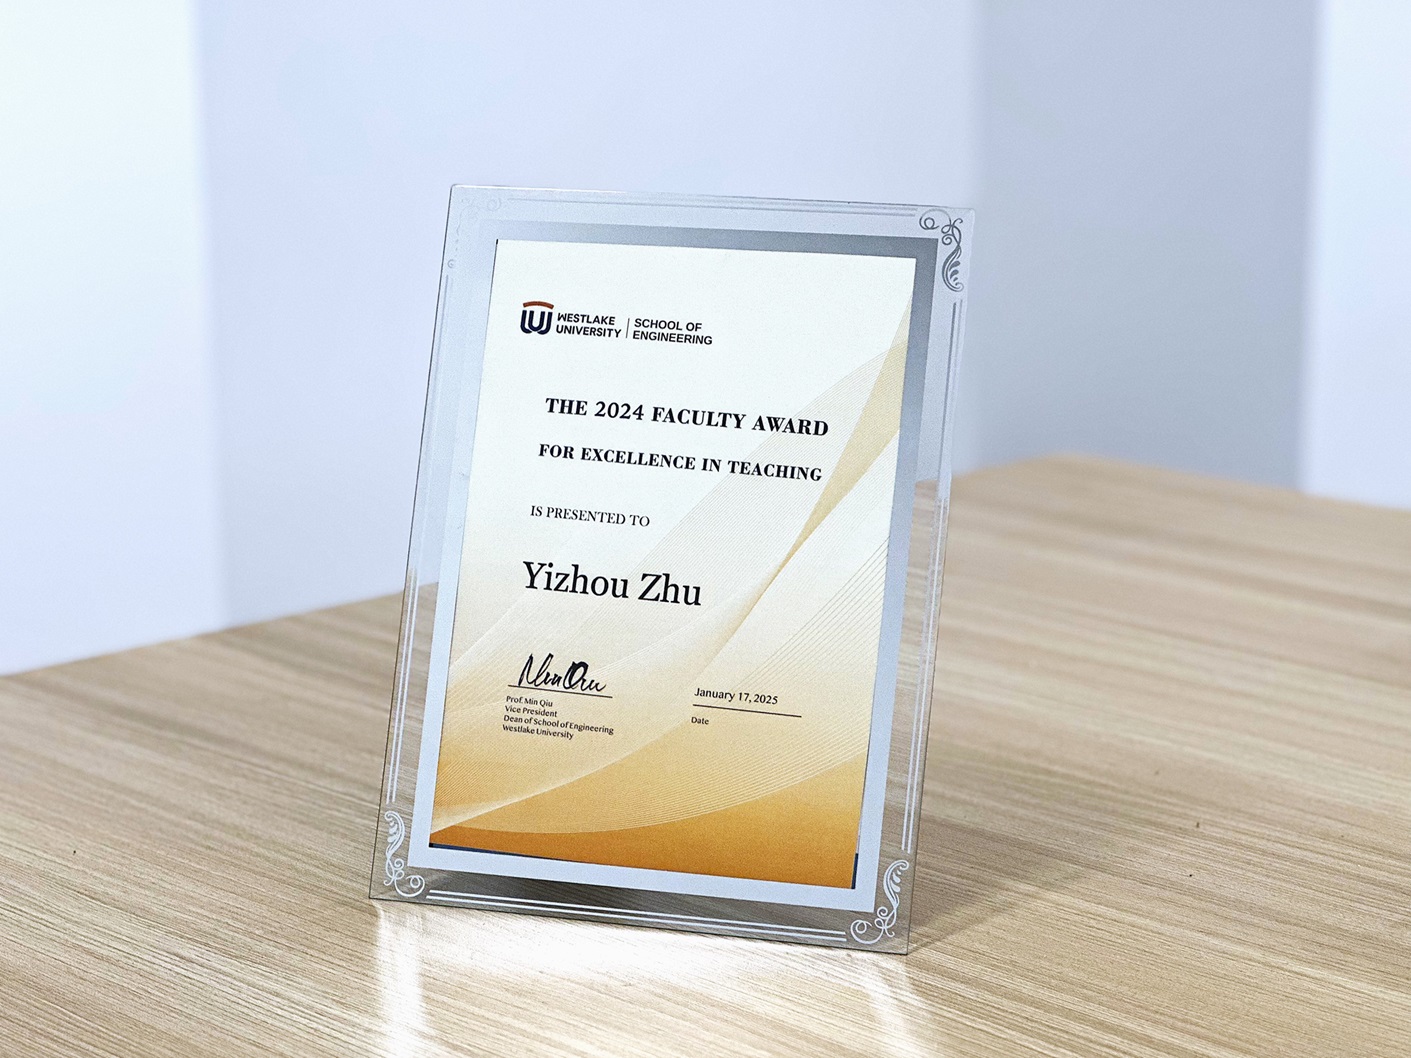 WESTLAKE
UNIVERSITY
SCHOOL OF
ENGINEERING
THE 2024 FACULTY AWARD
FOR EXCELLENCE IN TEACHING
IS PRESENTED TO
Yizhou Zhu
Min Qiu
Prof. Min Qiu
Vice President
Dean of School of Engineering
Westlake University
January 17, 2025
Date